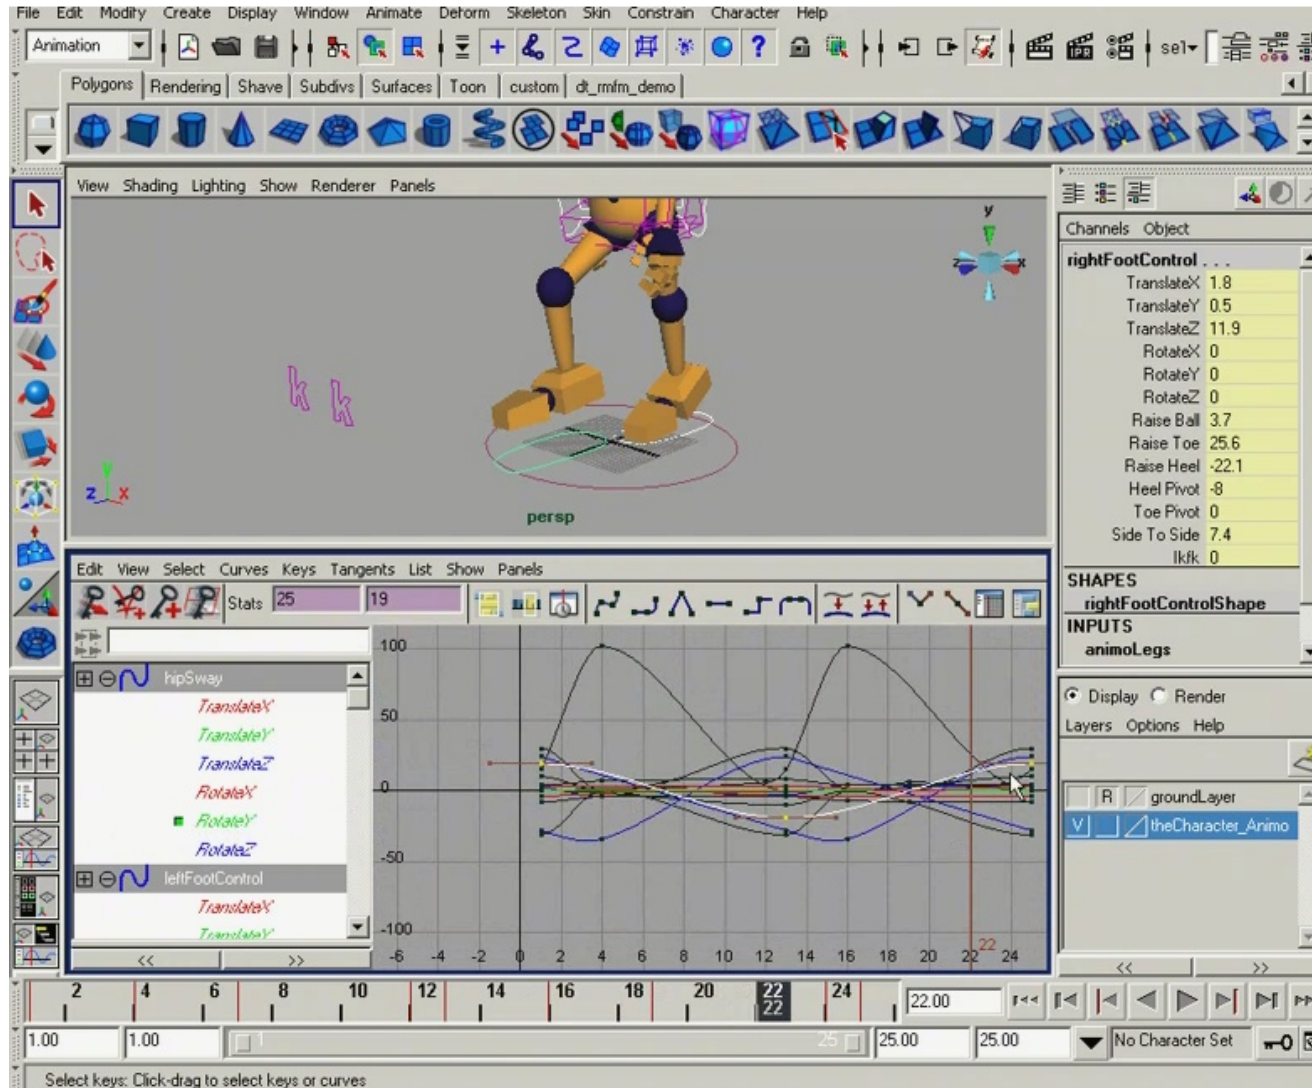 File Edit Modify Create Display Window Animate Deform Skeleton Skin Constrain Character Help
Animation sel
Polygons Rendering Shave Subdivs Surfaces Toon custom dt_rmfm_demo
View Shading Lighting Show Renderer Panels
y
z x
k k
y
z x
persp
Channels Object
rightFootControl . . .
TranslateX 1.8
TranslateY 0.5
TranslateZ 11.9
RotateX 0
RotateY 0
RotateZ 0
Raise Ball 3.7
Raise Toe 25.6
Raise Heel -22.1
Heel Pivot -8
Toe Pivot 0
Side To Side 7.4
Ikfk 0
SHAPES
rightFootControlShape
INPUTS
animoLegs
Edit View Select Curves Keys Tangents List Show Panels
Stats 25 19
hipSway
TranslateX
TranslateY
TranslateZ
RotateX
RotateY
RotateZ
leftFootControl
TranslateX
TranslateY
<< >>
100
50
0
-50
-100
-6 -4 -2 0 2 4 6 8 10 12 14 16 18 20 22 24
22
Display Render
Layers Options Help
R groundLayer
V theCharacter_Animo
<< >>
2 4 6 8 10 12 14 16 18 20 22 24
22
22.00
1.00 1.00 1 25 25.00 25.00 No Character Set
Select keys: Click-drag to select keys or curves